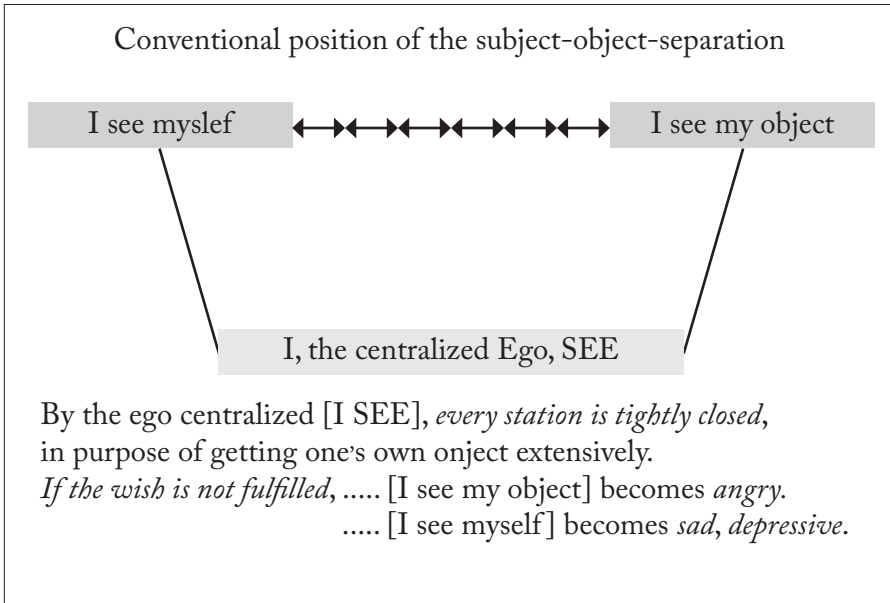 Conventional position of the subject-object-separation
I see myslef
I see my object
I, the centralized Ego, SEE
By the ego centralized [I SEE], every station is tightly closed,
in purpose of getting one’s own onject extensively.
If the wish is not fulfilled, ..... [I see my object] becomes angry.
..... [I see myself] becomes sad, depressive.